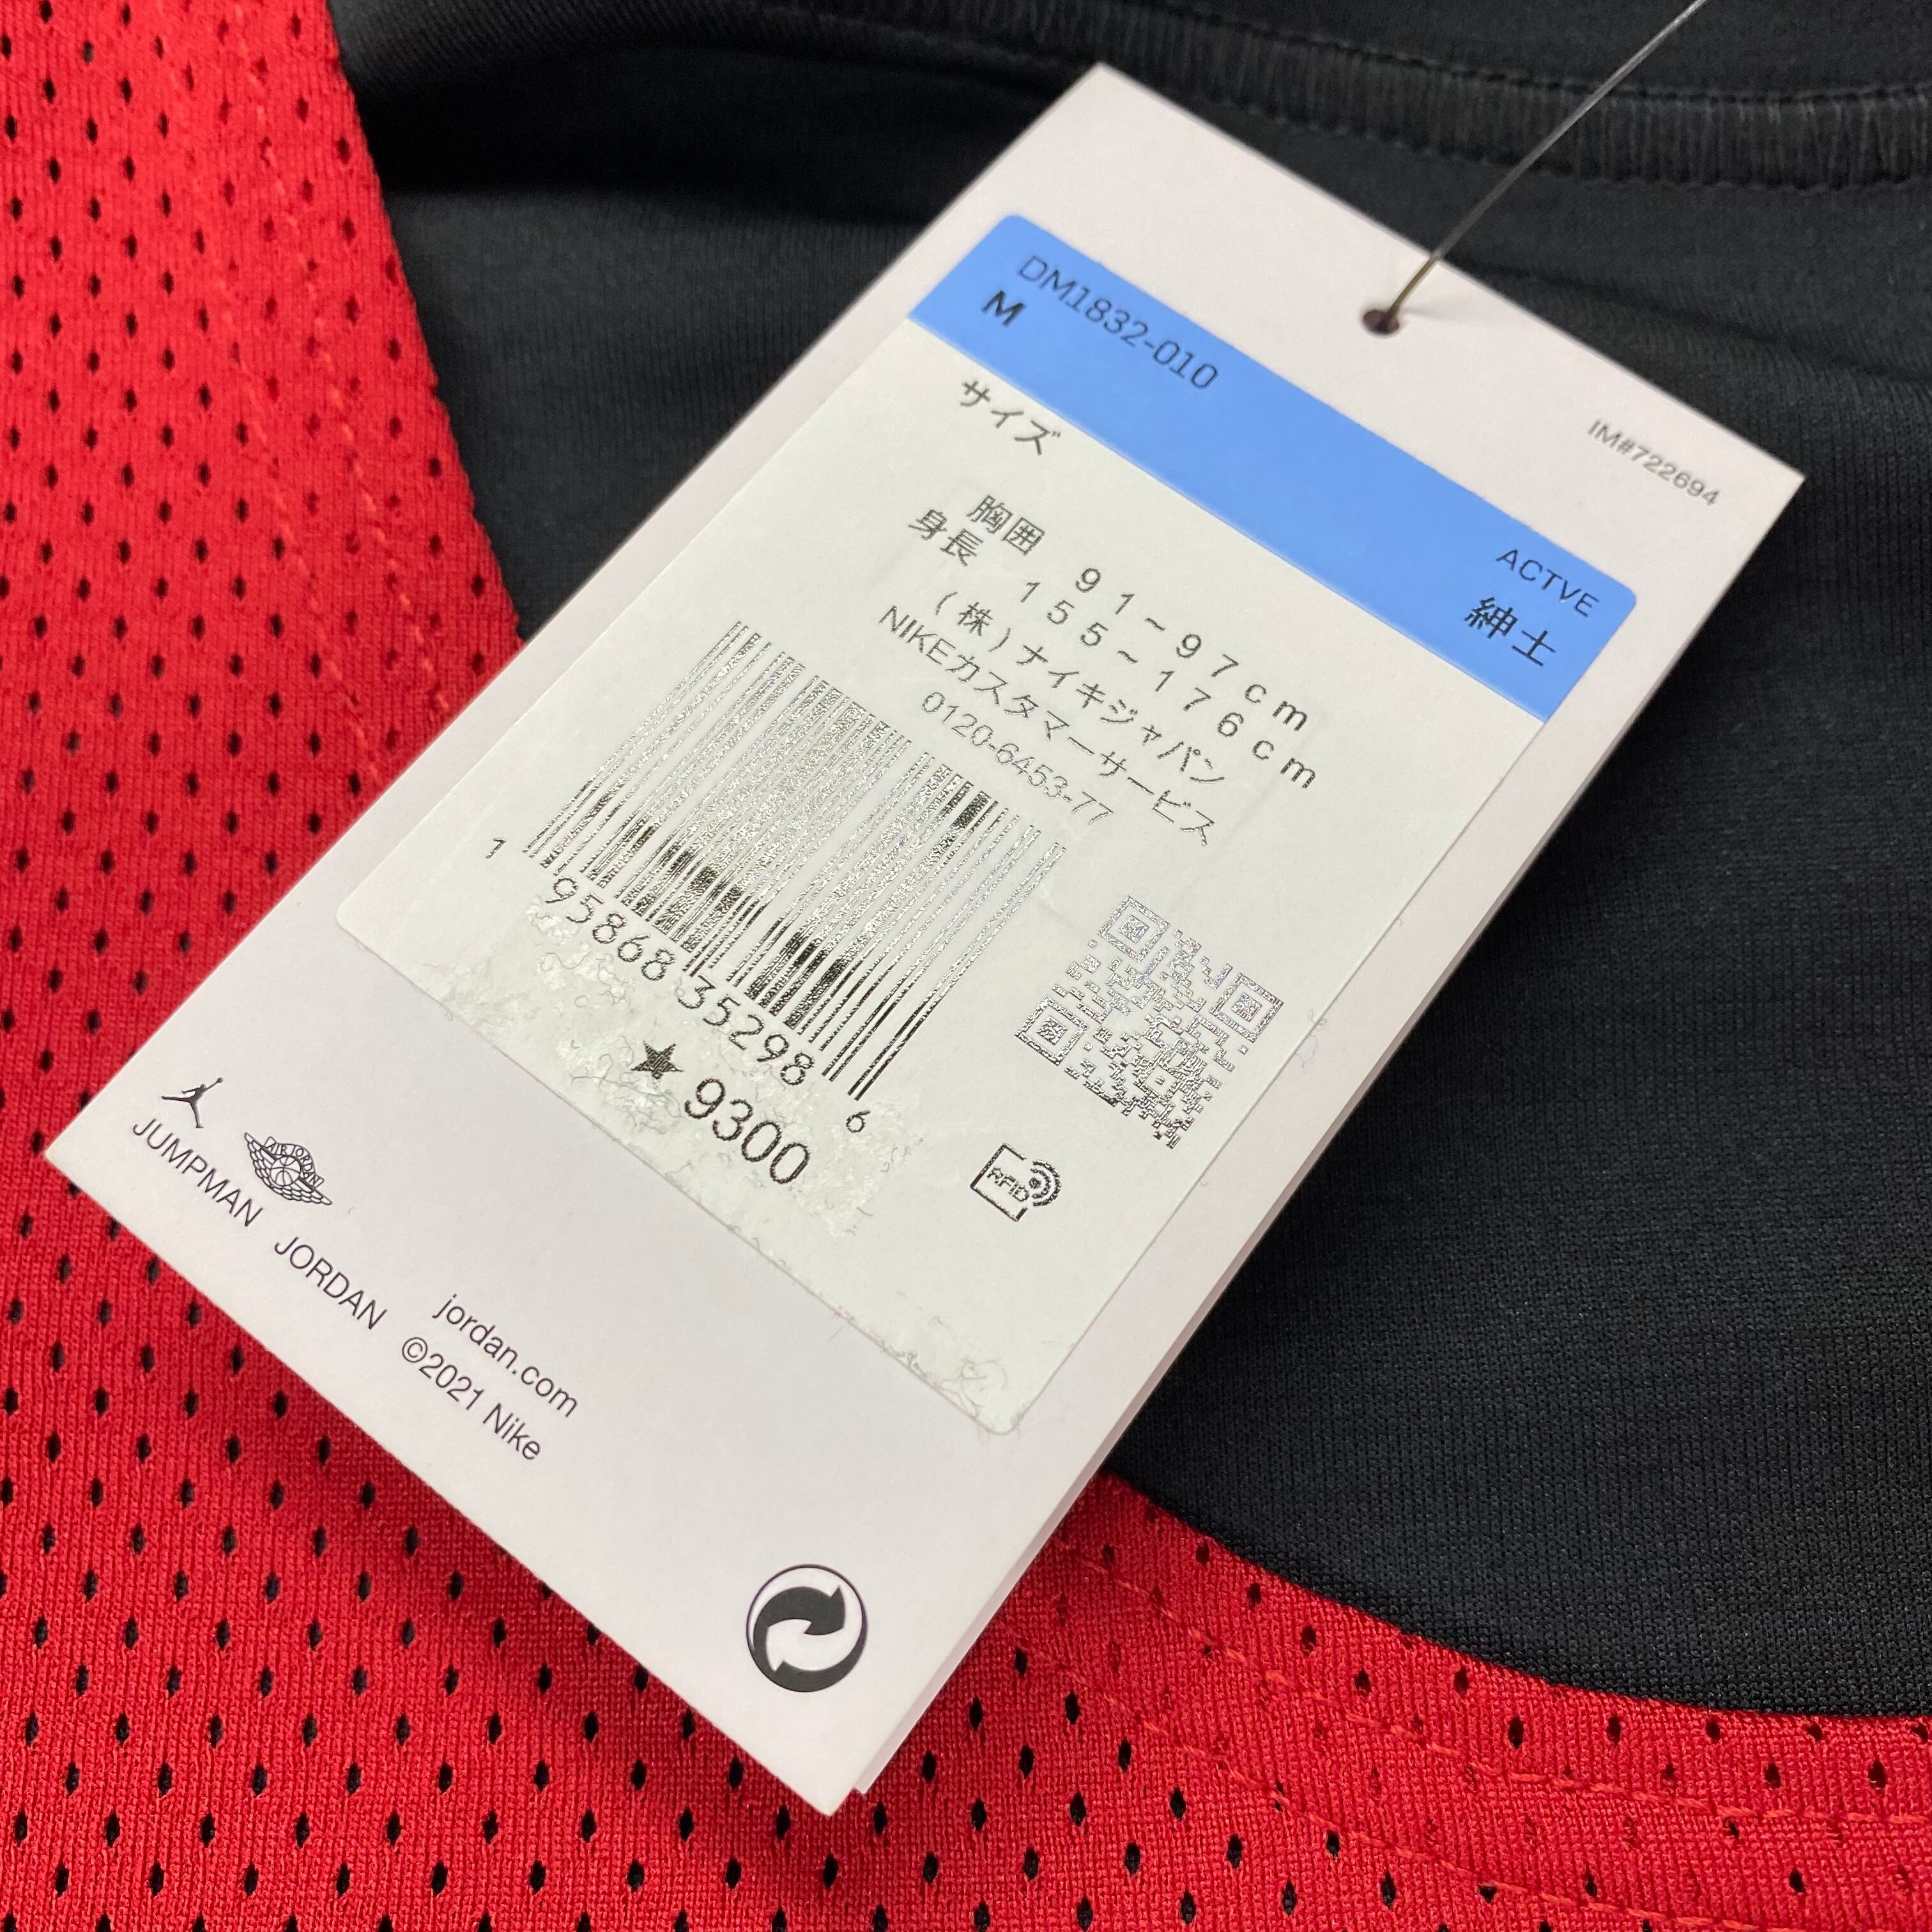 IM#722694
DM1832-010
M
ACTVE
紳士
サイズ
胸囲 91~97cm
身長 155~176cm
(株)ナイキジャパン
NIKEカスタマーサービス
0120-6453-77
1 95868 35298 6
★ 9300
RFID
AIR JORDAN
JUMPMAN JORDAN
jordan.com
©2021 Nike